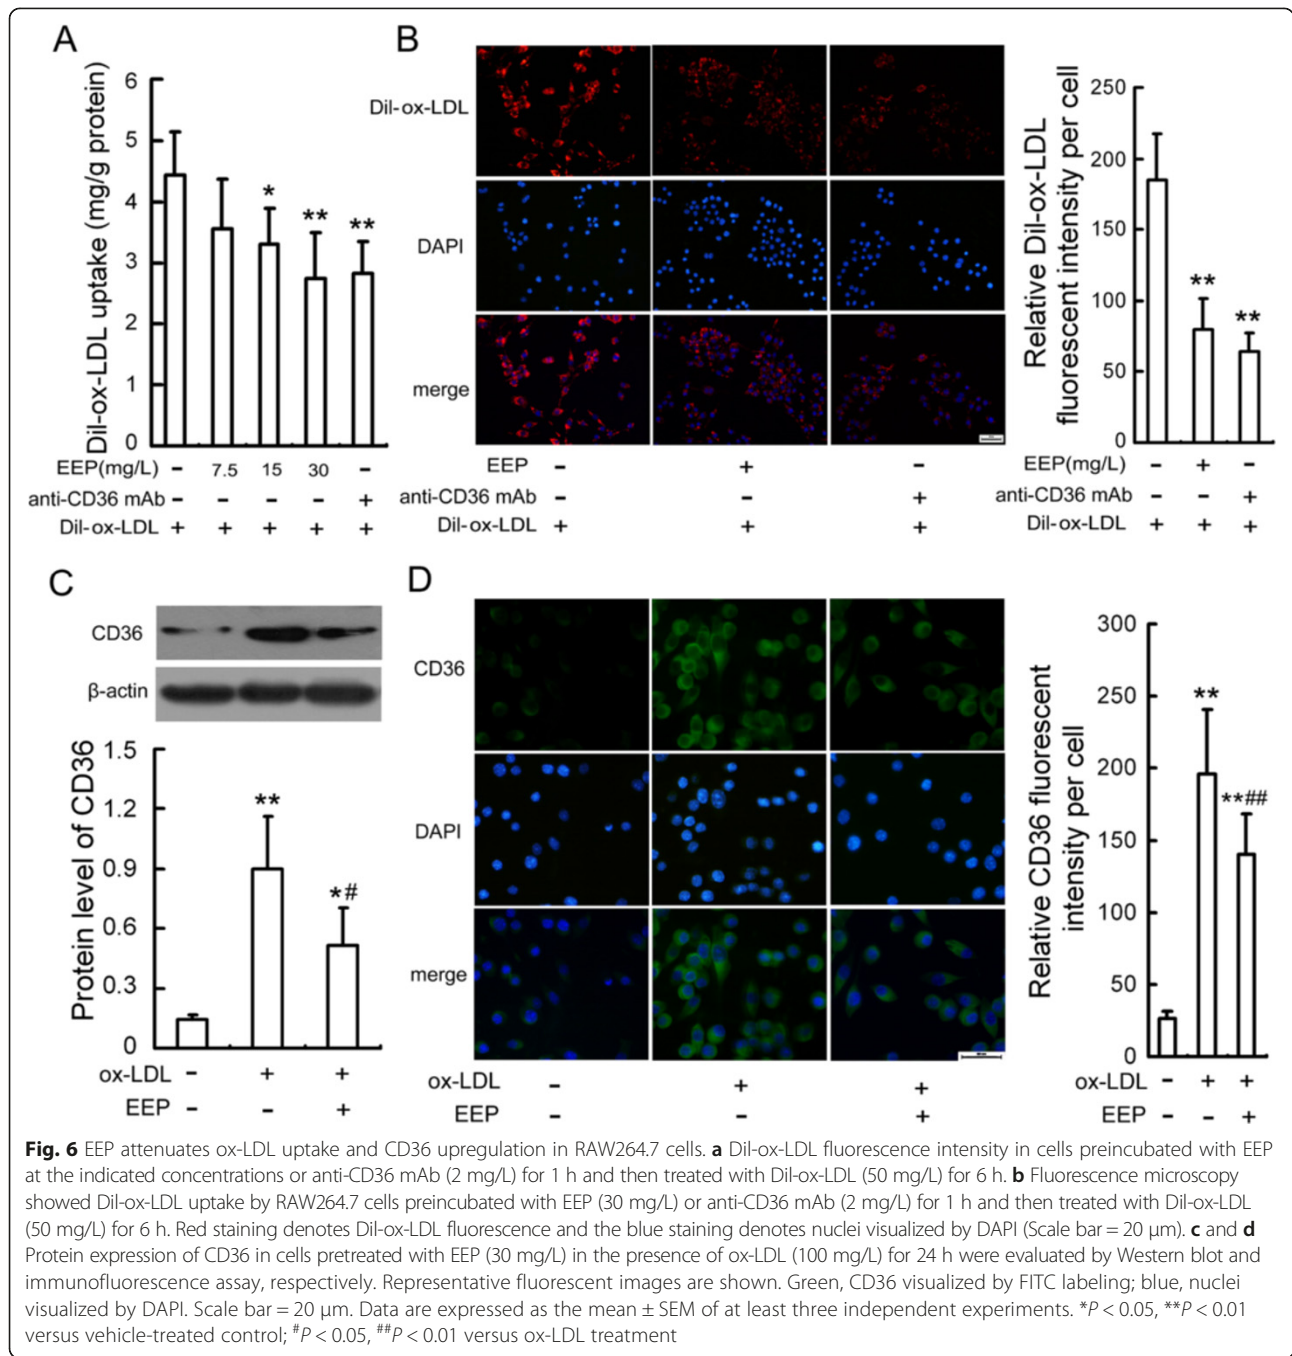 A
Dil-ox-LDL uptake (mg/g protein)
6
5
4
3
2
1
0
*
**
**
EEP(mg/L) − 7.5 15 30 −
anti-CD36 mAb − − − − +
Dil-ox-LDL + + + + +
B
Dil-ox-LDL
DAPI
merge
EEP − + −
anti-CD36 mAb − − +
Dil-ox-LDL + + +
Relative Dil-ox-LDL
fluorescent intensity per cell
250
200
150
100
50
0
**
**
EEP(mg/L) − + −
anti-CD36 mAb − − +
Dil-ox-LDL + + +
C
CD36
β-actin
Protein level of CD36
1.5
1.2
0.9
0.6
0.3
0
**
*#
ox-LDL − + +
EEP − − +
D
CD36
DAPI
merge
ox-LDL − + +
EEP − − +
Relative CD36 fluorescent
intensity per cell
300
250
200
150
100
50
0
**
**##
ox-LDL − + +
EEP − − +
Fig. 6 EEP attenuates ox-LDL uptake and CD36 upregulation in RAW264.7 cells. a Dil-ox-LDL fluorescence intensity in cells preincubated with EEP
at the indicated concentrations or anti-CD36 mAb (2 mg/L) for 1 h and then treated with Dil-ox-LDL (50 mg/L) for 6 h. b Fluorescence microscopy
showed Dil-ox-LDL uptake by RAW264.7 cells preincubated with EEP (30 mg/L) or anti-CD36 mAb (2 mg/L) for 1 h and then treated with Dil-ox-LDL
(50 mg/L) for 6 h. Red staining denotes Dil-ox-LDL fluorescence and the blue staining denotes nuclei visualized by DAPI (Scale bar = 20 μm). c and d
Protein expression of CD36 in cells pretreated with EEP (30 mg/L) in the presence of ox-LDL (100 mg/L) for 24 h were evaluated by Western blot and
immunofluorescence assay, respectively. Representative fluorescent images are shown. Green, CD36 visualized by FITC labeling; blue, nuclei
visualized by DAPI. Scale bar = 20 μm. Data are expressed as the mean ± SEM of at least three independent experiments. *P < 0.05, **P < 0.01
versus vehicle-treated control; #P < 0.05, ##P < 0.01 versus ox-LDL treatment